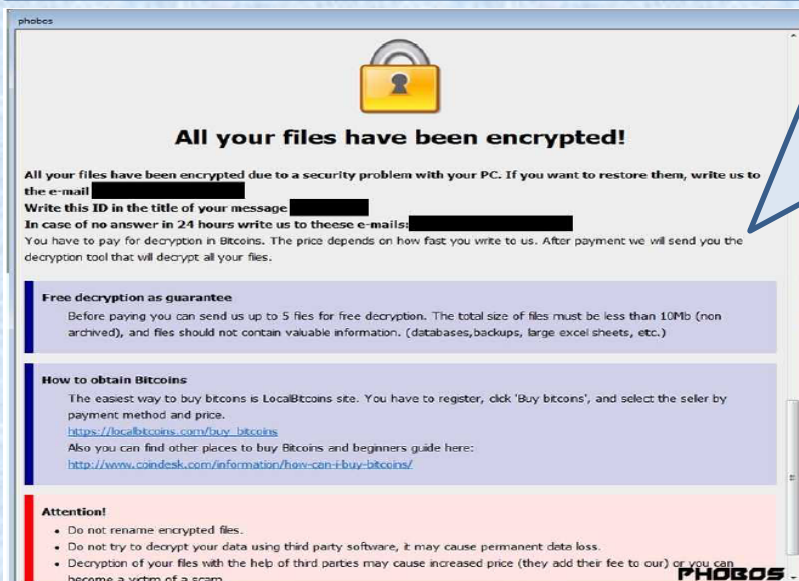 phobos
All your files have been encrypted!
All your files have been encrypted due to a security problem with your PC. If you want to restore them, write us to
the e-mail
Write this ID in the title of your message
In case of no answer in 24 hours write us to theese e-mails:
You have to pay for decryption in Bitcoins. The price depends on how fast you write to us. After payment we will send you the
decryption tool that will decrypt all your files.
Free decryption as guarantee
Before paying you can send us up to 5 files for free decryption. The total size of files must be less than 10Mb (non
archived), and files should not contain valuable information. (databases,backups, large excel sheets, etc.)
How to obtain Bitcoins
The easiest way to buy bitcoins is LocalBitcoins site. You have to register, click 'Buy bitcoins', and select the seller by
payment method and price.
https://localbitcoins.com/buy_bitcoins
Also you can find other places to buy Bitcoins and beginners guide here:
http://www.coindesk.com/information/how-can-i-buy-bitcoins/
Attention!
• Do not rename encrypted files.
• Do not try to decrypt your data using third party software, it may cause permanent data loss.
• Decryption of your files with the help of third parties may cause increased price (they add their fee to our) or you can
become a victim of a scam.
PHOBOS